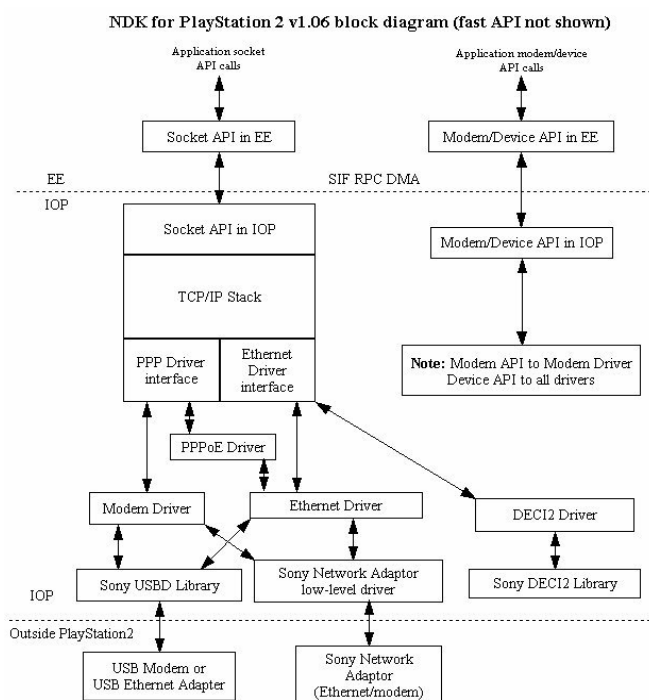 NDK for PlayStation 2 v1.06 block diagram (fast API not shown)
Application socket
API calls
Application modem/device
API calls
Socket API in EE
Modem/Device API in EE
EE
SIF RPC DMA
IOP
Socket API in IOP
Modem/Device API in IOP
TCP/IP Stack
PPP Driver
interface
Ethernet
Driver
interface
Note: Modem API to Modem Driver
Device API to all drivers
PPPoE Driver
Modem Driver
Ethernet Driver
DECI2 Driver
Sony USBD Library
Sony Network Adaptor
low-level driver
Sony DECI2 Library
IOP
Outside PlayStation2
USB Modem or
USB Ethernet Adapter
Sony Network
Adaptor
(Ethernet/modem)